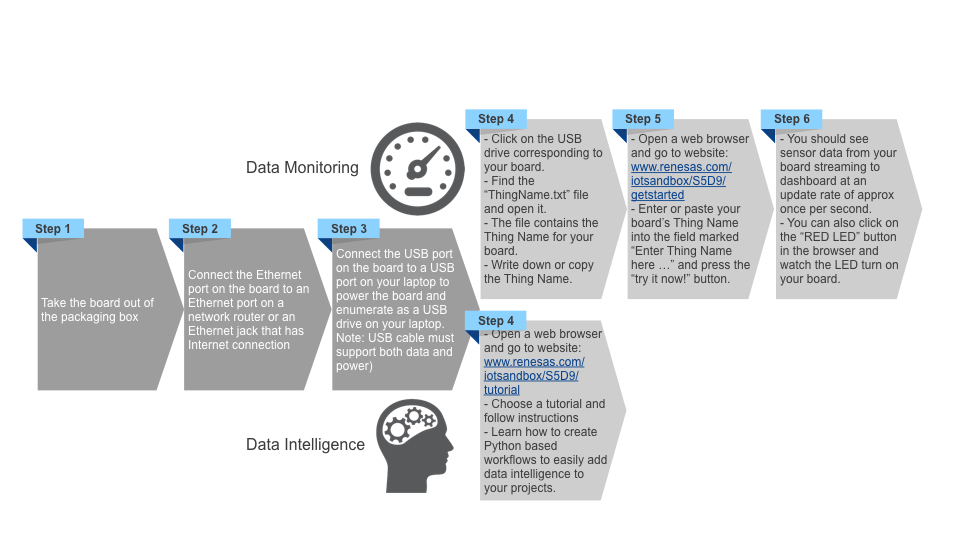 Step 1
Take the board out of
the packaging box
Step 2
Connect the Ethernet
port on the board to an
Ethernet port on a
network router or an
Ethernet jack that has
Internet connection
Step 3
Connect the USB port
on the board to a USB
port on your laptop to
power the board and
enumerate as a USB
drive on your laptop.
Note: USB cable must
support both data and
power)
Data Monitoring
Step 4
- Click on the USB
drive corresponding to
your board.
- Find the
“ThingName.txt” file
and open it.
- The file contains the
Thing Name for your
board.
- Write down or copy
the Thing Name.
Step 5
- Open a web browser
and go to website:
www.renesas.com/
iotsandbox/S5D9/
getstarted
- Enter or paste your
board’s Thing Name
into the field marked
“Enter Thing Name
here …” and press the
“try it now!” button.
Step 6
- You should see
sensor data from your
board streaming to
dashboard at an
update rate of approx
once per second.
- You can also click on
the “RED LED” button
in the browser and
watch the LED turn on
your board.
Data Intelligence
Step 4
- Open a web browser
and go to website:
www.renesas.com/
iotsandbox/S5D9/
tutorial
- Choose a tutorial and
follow instructions
- Learn how to create
Python based
workflows to easily add
data intelligence to
your projects.